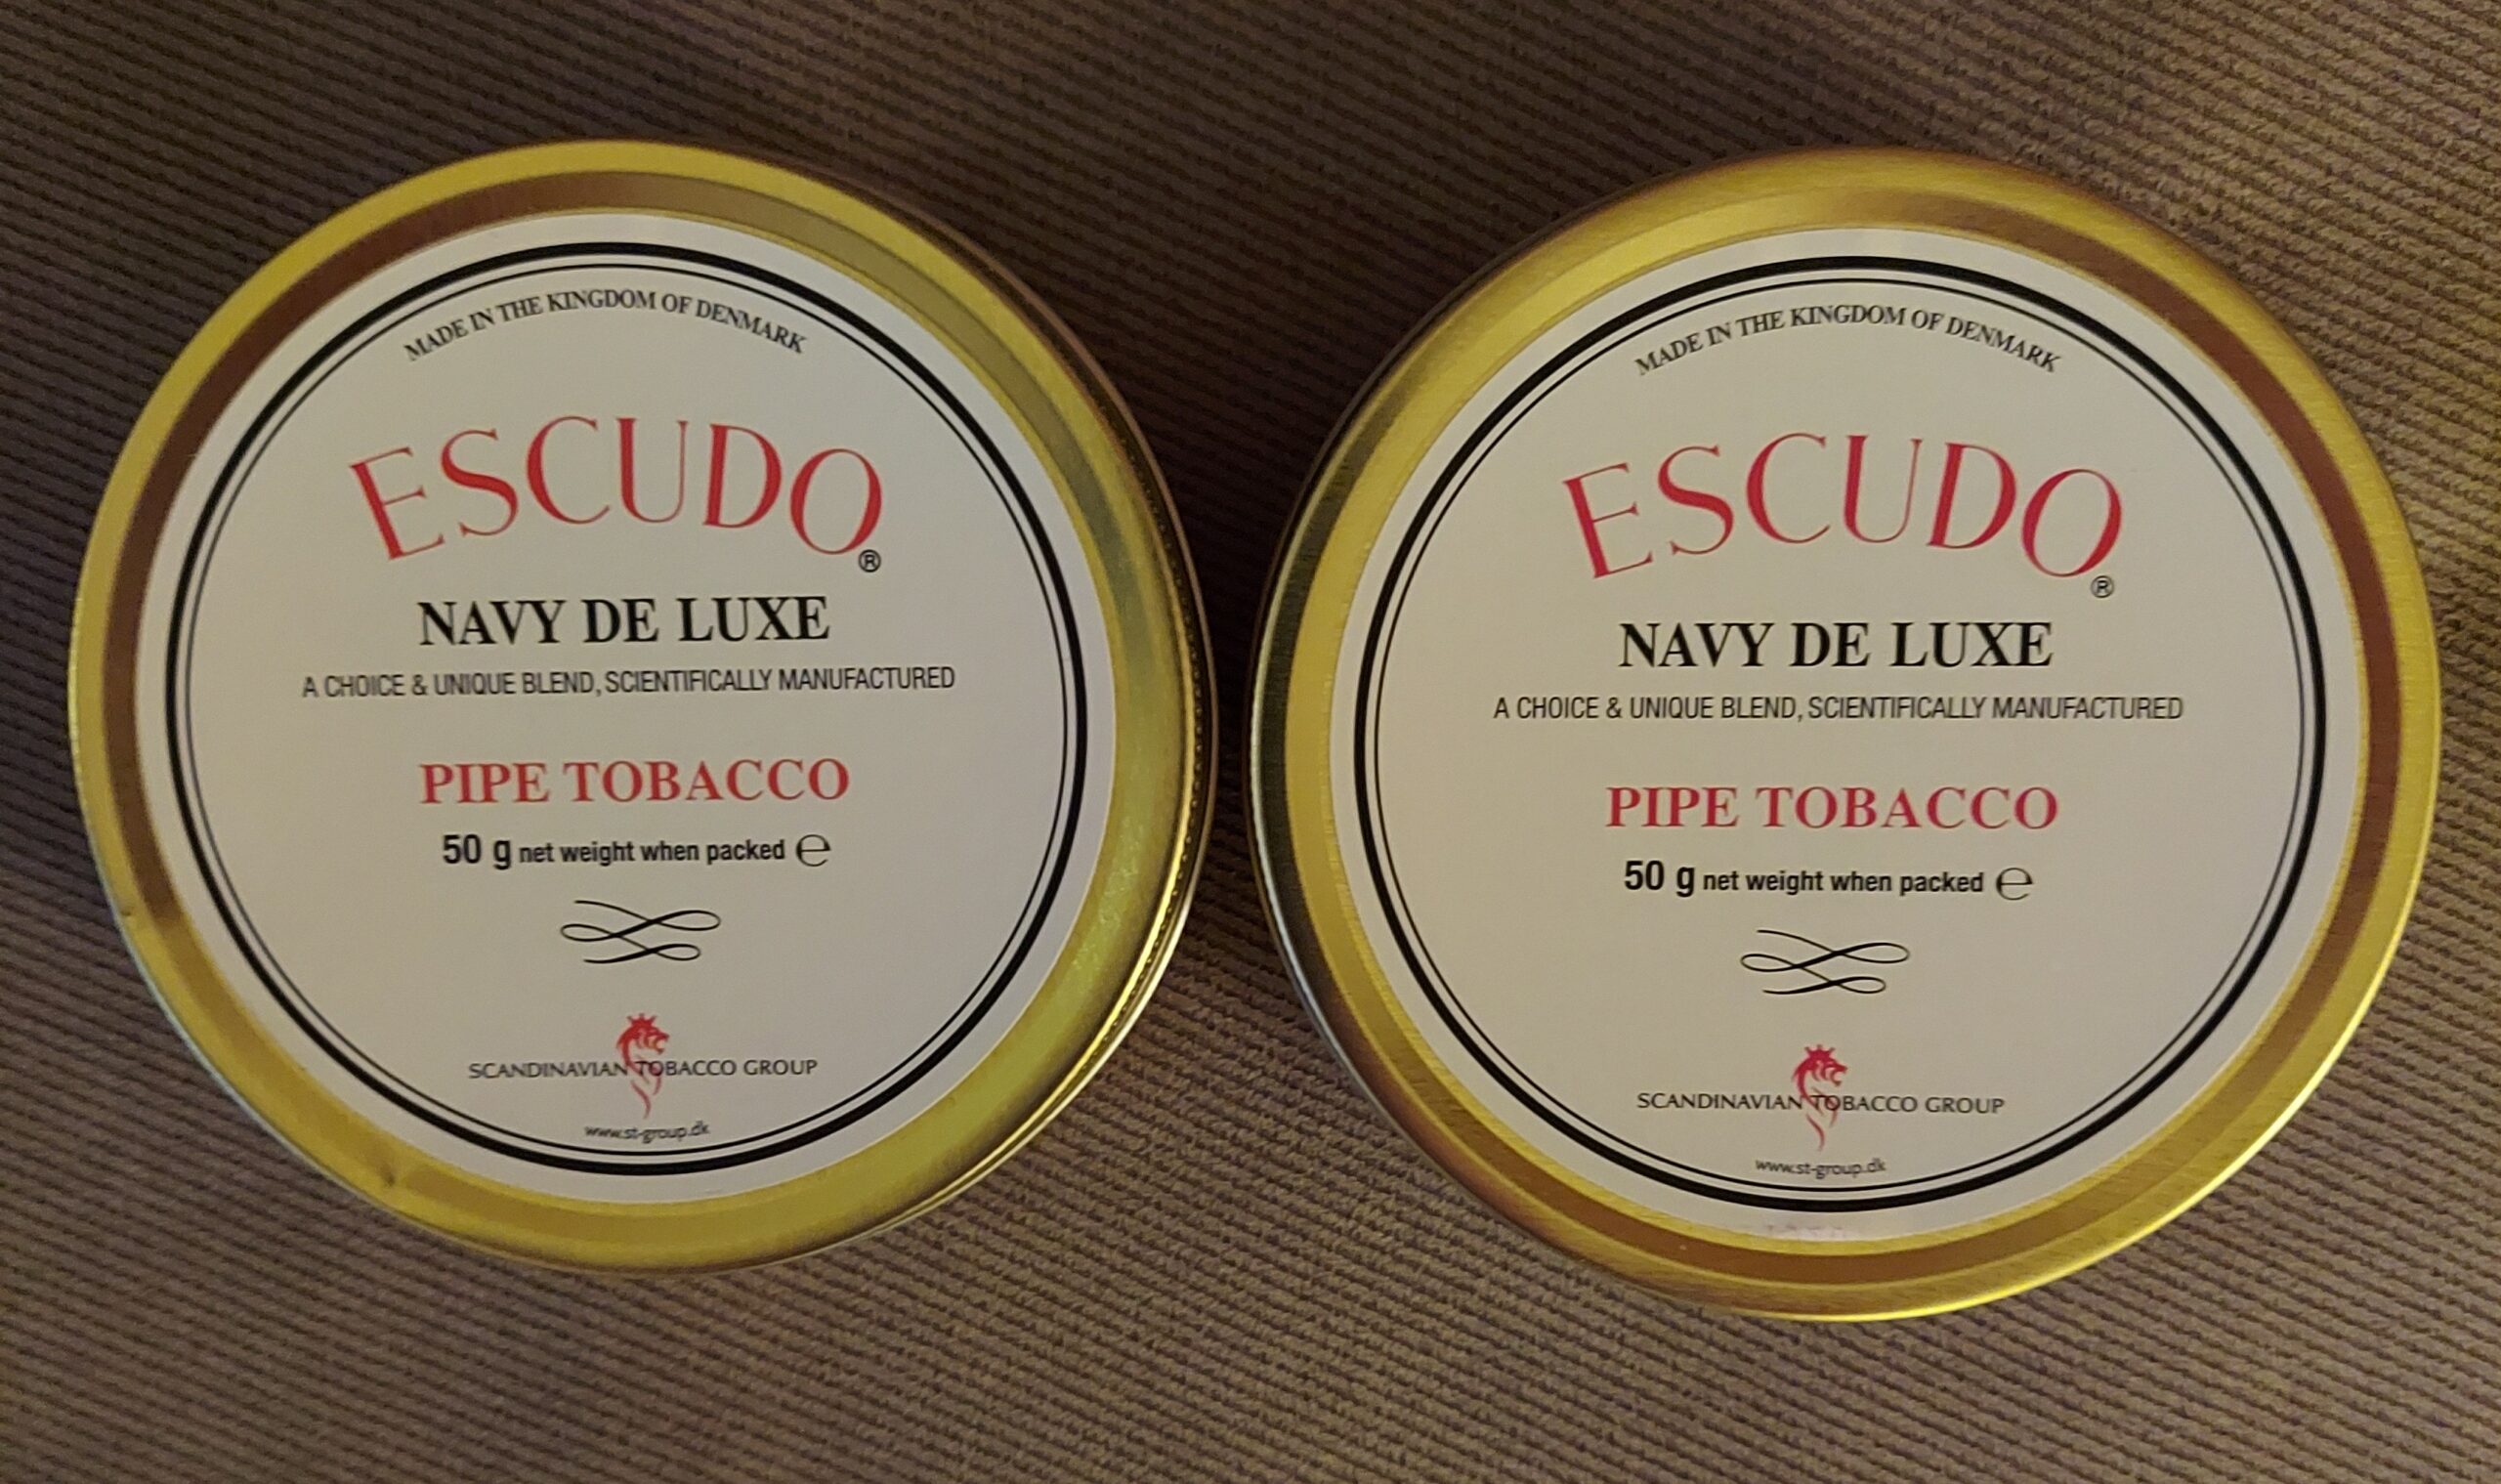 MADE IN THE KINGDOM OF DENMARK
ESCUDO®
NAVY DE LUXE
A CHOICE & UNIQUE BLEND, SCIENTIFICALLY MANUFACTURED
PIPE TOBACCO
50 g net weight when packed ℮
SCANDINAVIAN TOBACCO GROUP
www.st-group.dk
MADE IN THE KINGDOM OF DENMARK
ESCUDO®
NAVY DE LUXE
A CHOICE & UNIQUE BLEND, SCIENTIFICALLY MANUFACTURED
PIPE TOBACCO
50 g net weight when packed ℮
SCANDINAVIAN TOBACCO GROUP
www.st-group.dk